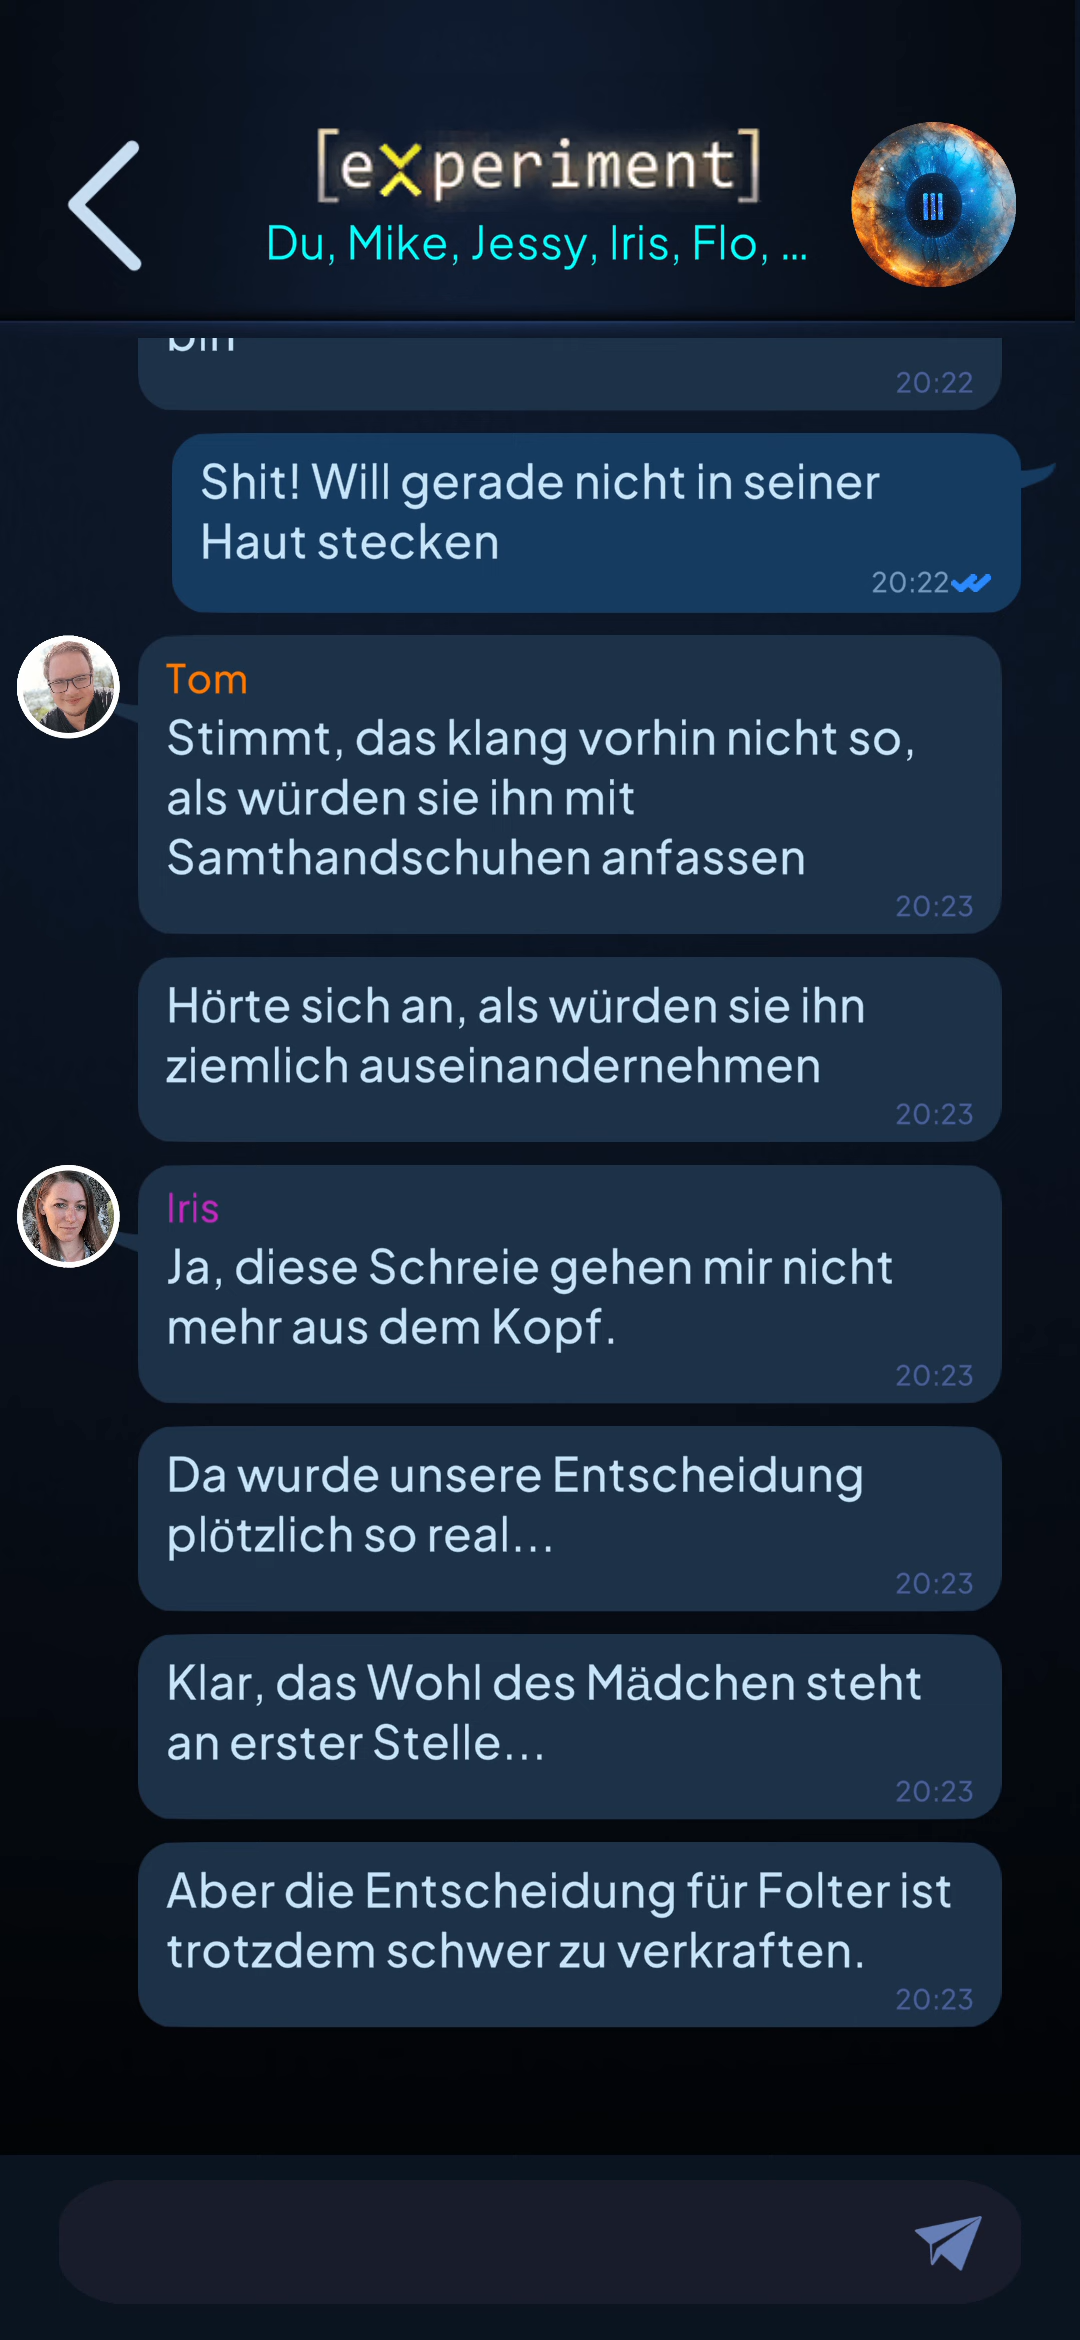 [eXperiment]
Du, Mike, Jessy, Iris, Flo, ...
bin
20:22
Shit! Will gerade nicht in seiner
Haut stecken
20:22
Tom
Stimmt, das klang vorhin nicht so,
als würden sie ihn mit
Samthandschuhen anfassen
20:23
Hörte sich an, als würden sie ihn
ziemlich auseinandernehmen
20:23
Iris
Ja, diese Schreie gehen mir nicht
mehr aus dem Kopf.
20:23
Da wurde unsere Entscheidung
plötzlich so real...
20:23
Klar, das Wohl des Mädchen steht
an erster Stelle...
20:23
Aber die Entscheidung für Folter ist
trotzdem schwer zu verkraften.
20:23